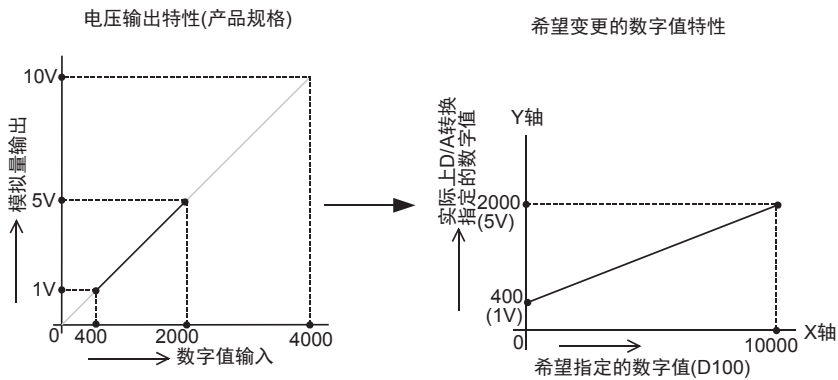 电压输出特性(产品规格)
10V
5V
1V
模拟量输出
0
400
2000
4000
数字值输入
希望变更的数字值特性
实际上D/A转换
指定的数字值
Y轴
2000
(5V)
400
(1V)
0
10000
X轴
希望指定的数字值(D100)